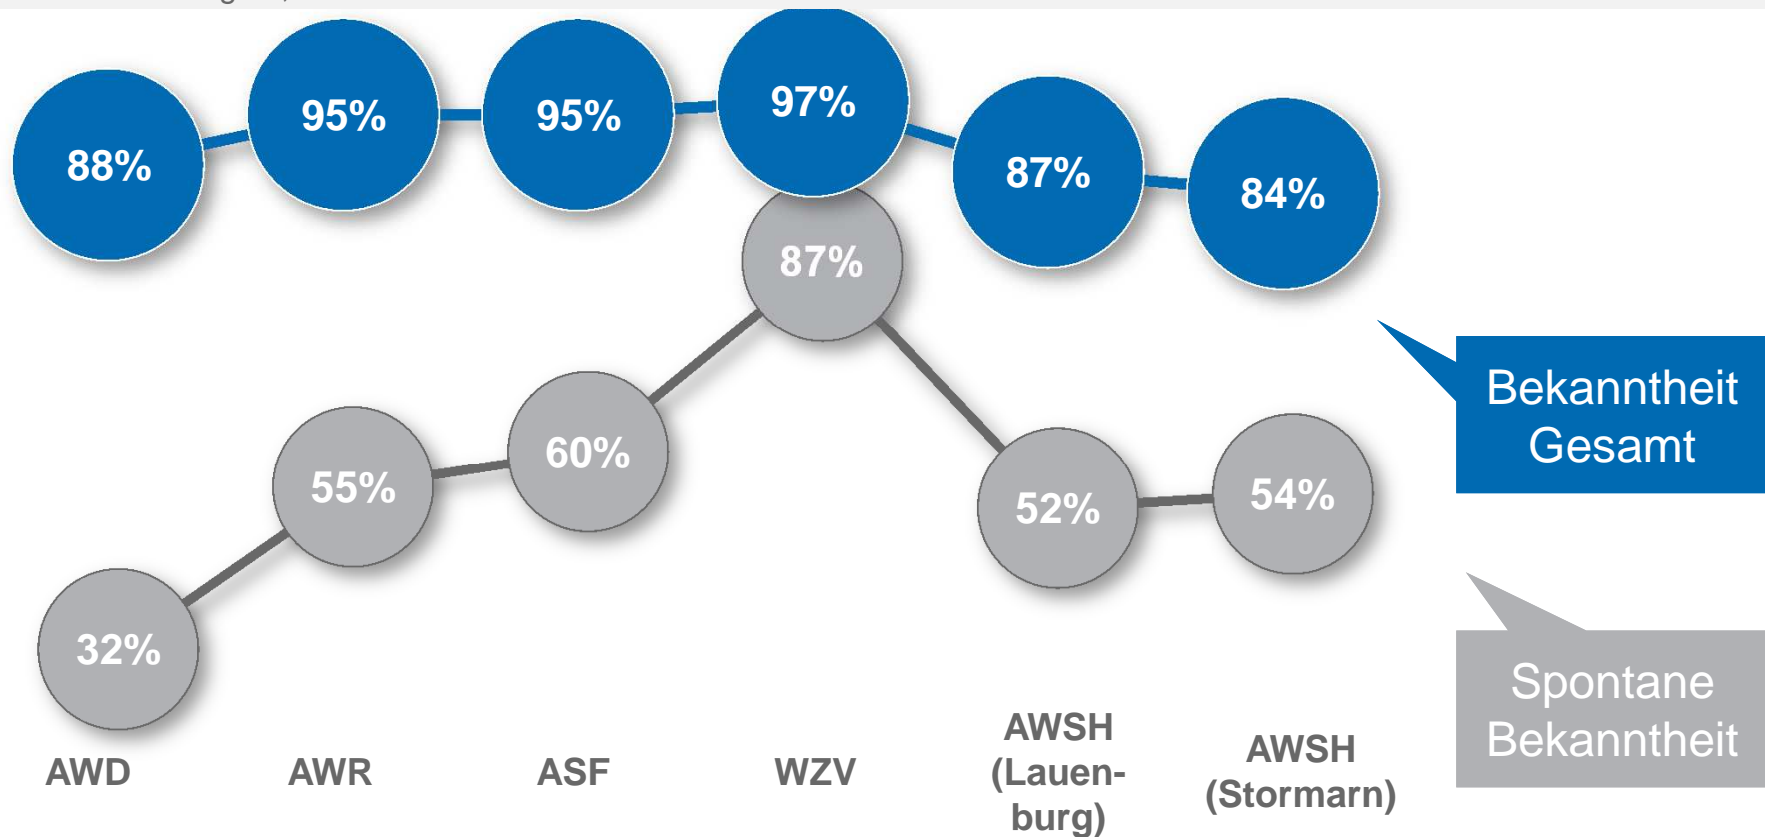 88%
95%
95%
97%
87%
84%
32%
55%
60%
87%
52%
54%
Bekanntheit
Gesamt
Spontane
Bekanntheit
AWD
AWR
ASF
WZV
AWSH
(Lauen-
burg)
AWSH
(Stormarn)